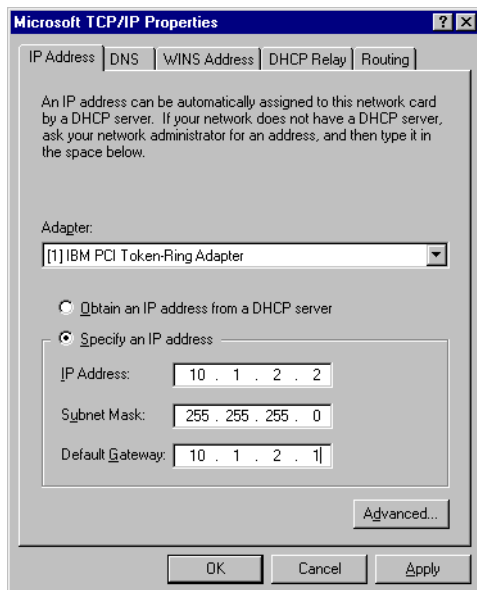 Microsoft TCP/IP Properties
IP Address DNS WINS Address DHCP Relay Routing
An IP address can be automatically assigned to this network card
by a DHCP server. If your network does not have a DHCP server,
ask your network administrator for an address, and then type it in
the space below.
Adapter:
[1] IBM PCI Token-Ring Adapter
Obtain an IP address from a DHCP server
Specify an IP address
IP Address: 10 . 1 . 2 . 2
Subnet Mask: 255 . 255 . 255 . 0
Default Gateway: 10 . 1 . 2 . 1
Advanced...
OK Cancel Apply